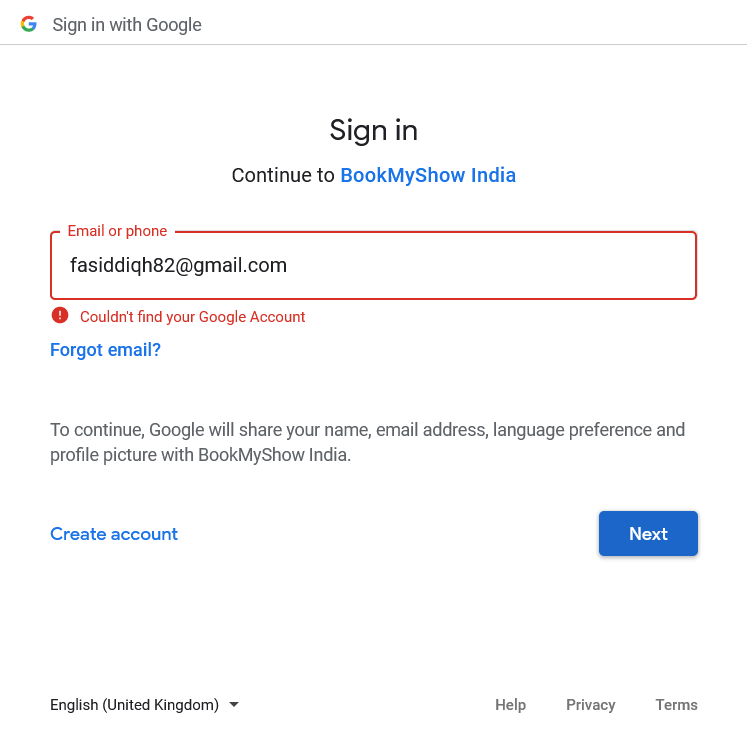 Sign in with Google
Sign in
Continue to BookMyShow India
Email or phone
fasiddiqh82@gmail.com
Couldn't find your Google Account
Forgot email?
To continue, Google will share your name, email address, language preference and
profile picture with BookMyShow India.
Create account
Next
English (United Kingdom)
Help Privacy Terms